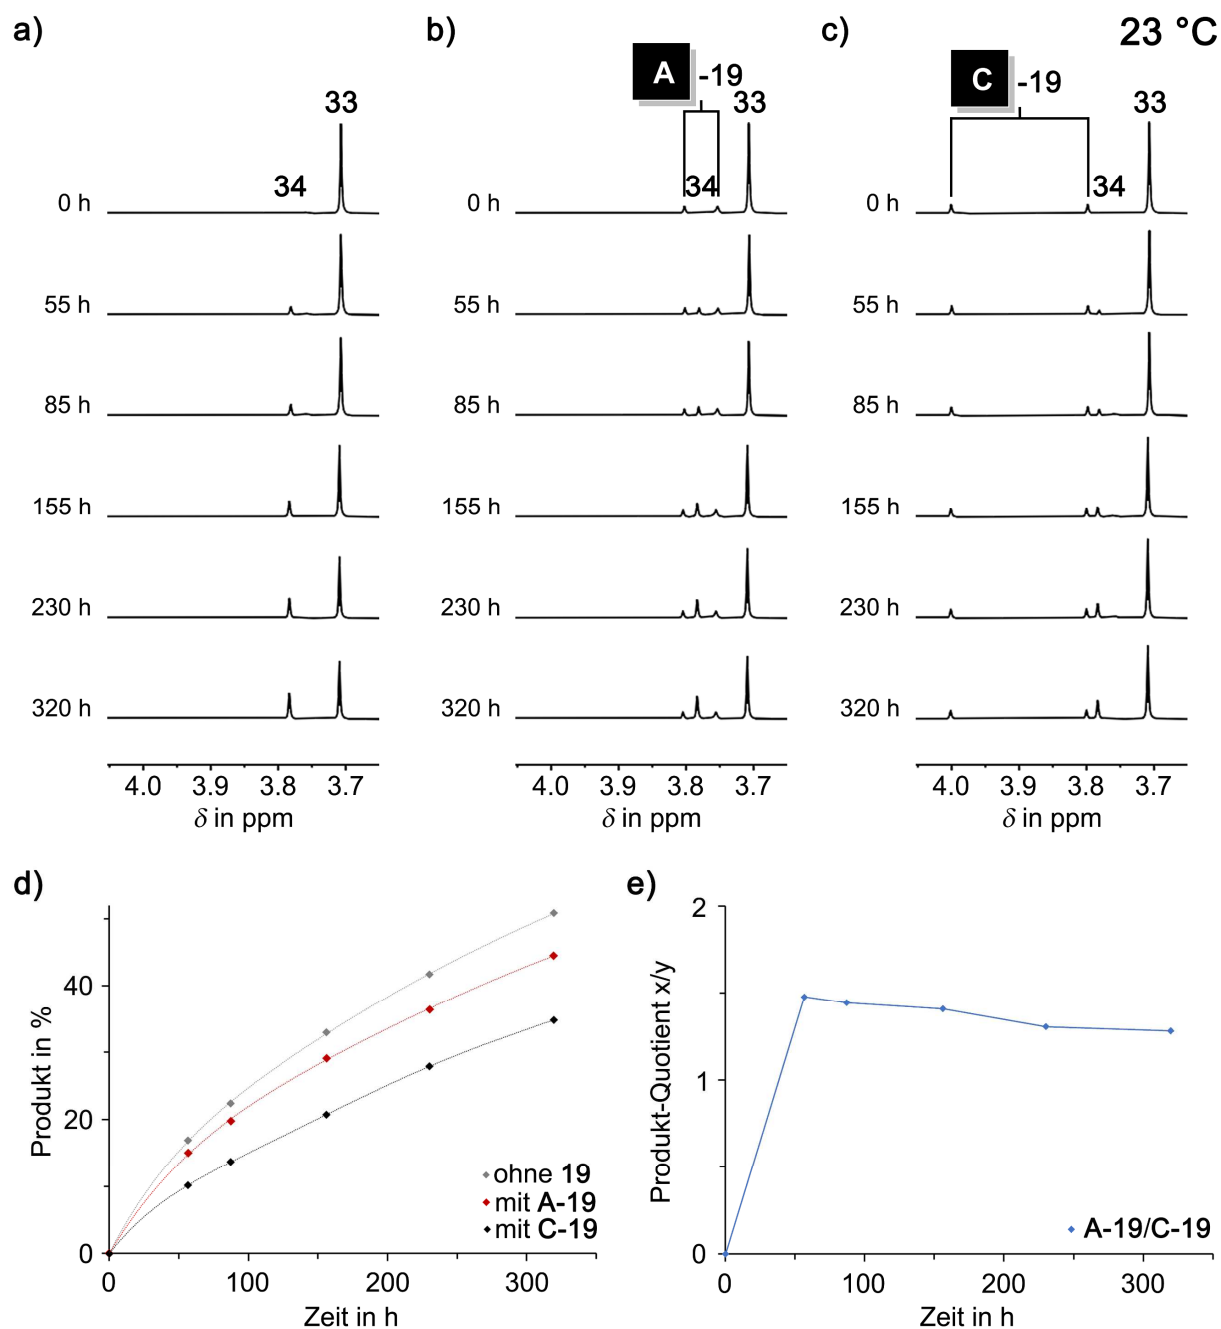 a)
33
34
0 h
55 h
85 h
155 h
230 h
320 h
4.0 3.9 3.8 3.7
δ in ppm
b)
A -19
33
34
0 h
55 h
85 h
155 h
230 h
320 h
4.0 3.9 3.8 3.7
δ in ppm
c)
23 °C
C -19
33
34
0 h
55 h
85 h
155 h
230 h
320 h
4.0 3.9 3.8 3.7
δ in ppm
d)
Produkt in %
40
20
0
ohne 19
mit A-19
mit C-19
0 100 200 300
Zeit in h
e)
Produkt-Quotient x/y
2
1
0
A-19/C-19
0 100 200 300
Zeit in h